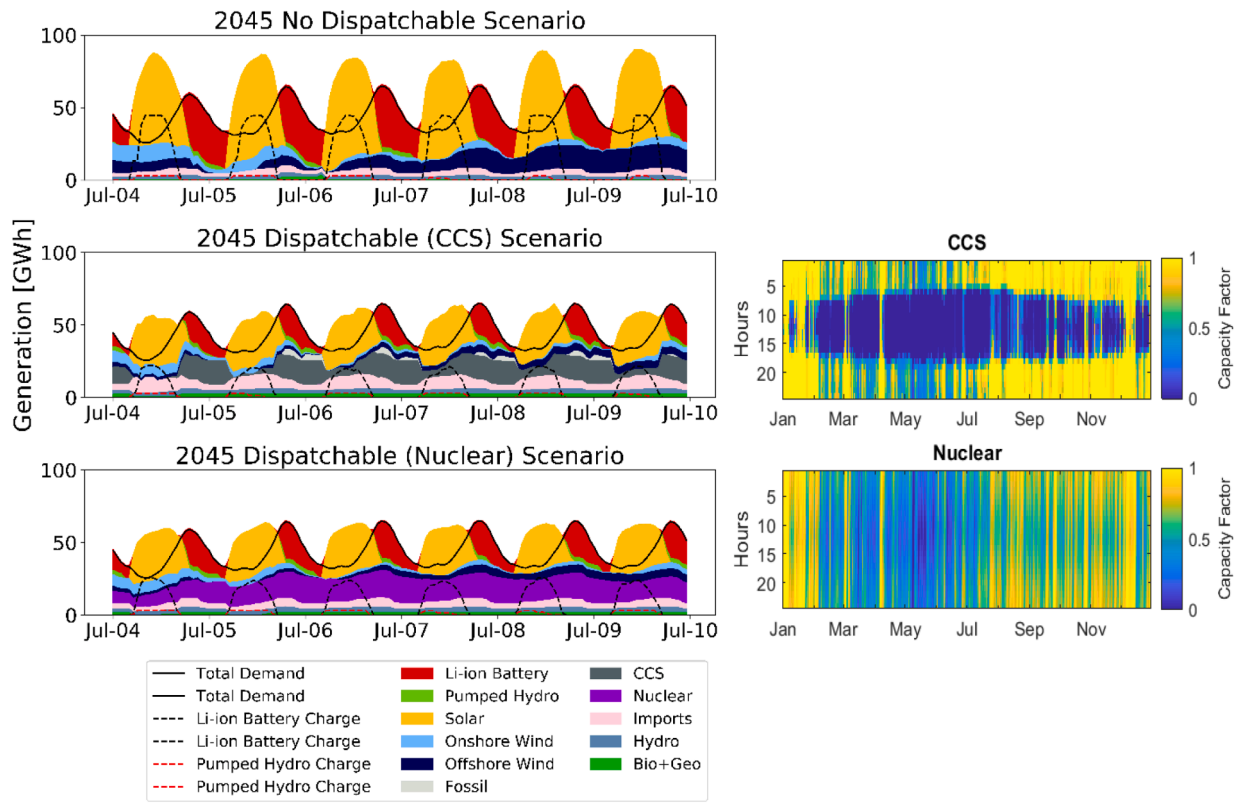 2045 No Dispatchable Scenario
100
50
0
Jul-04 Jul-05 Jul-06 Jul-07 Jul-08 Jul-09 Jul-10
Generation [GWh]
2045 Dispatchable (CCS) Scenario
100
50
0
Jul-04 Jul-05 Jul-06 Jul-07 Jul-08 Jul-09 Jul-10
CCS
Hours
5
10
15
20
Jan Mar May Jul Sep Nov
1
0.5
0
Capacity Factor
2045 Dispatchable (Nuclear) Scenario
100
50
0
Jul-04 Jul-05 Jul-06 Jul-07 Jul-08 Jul-09 Jul-10
Nuclear
Hours
5
10
15
20
Jan Mar May Jul Sep Nov
1
0.5
0
Capacity Factor
Total Demand
Total Demand
Li-ion Battery Charge
Li-ion Battery Charge
Pumped Hydro Charge
Pumped Hydro Charge
Li-ion Battery
Pumped Hydro
Solar
Onshore Wind
Offshore Wind
Fossil
CCS
Nuclear
Imports
Hydro
Bio+Geo